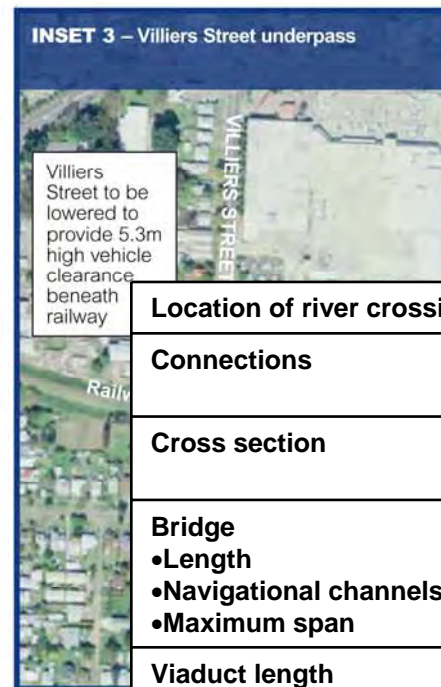 INSET 3 – Villiers Street underpass
VILLIERS STREET
Villiers
Street to be
lowered to
provide 5.3m
high vehicle
clearance
beneath
railway
Location of river crossi
Connections
Railw
Cross section
Bridge
•Length
•Navigational channels
•Maximum span
Viaduct length